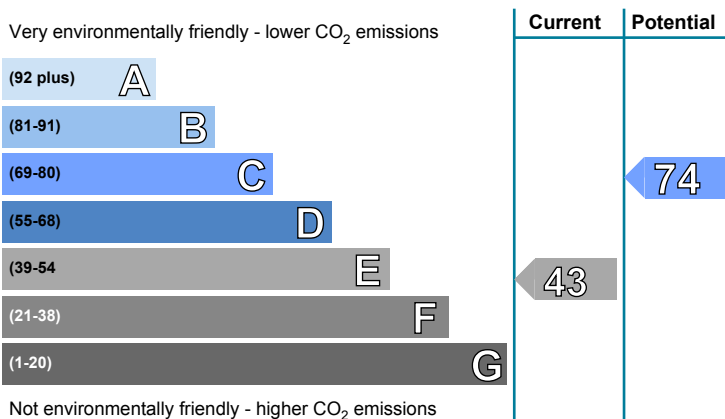 Very environmentally friendly - lower CO2 emissions
Current
Potential
(92 plus) A
(81-91) B
(69-80) C
74
(55-68) D
(39-54 E
43
(21-38) F
(1-20) G
Not environmentally friendly - higher CO2 emissions